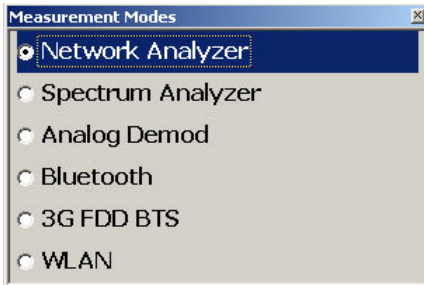 Measurement Modes
Network Analyzer
Spectrum Analyzer
Analog Demod
Bluetooth
3G FDD BTS
WLAN